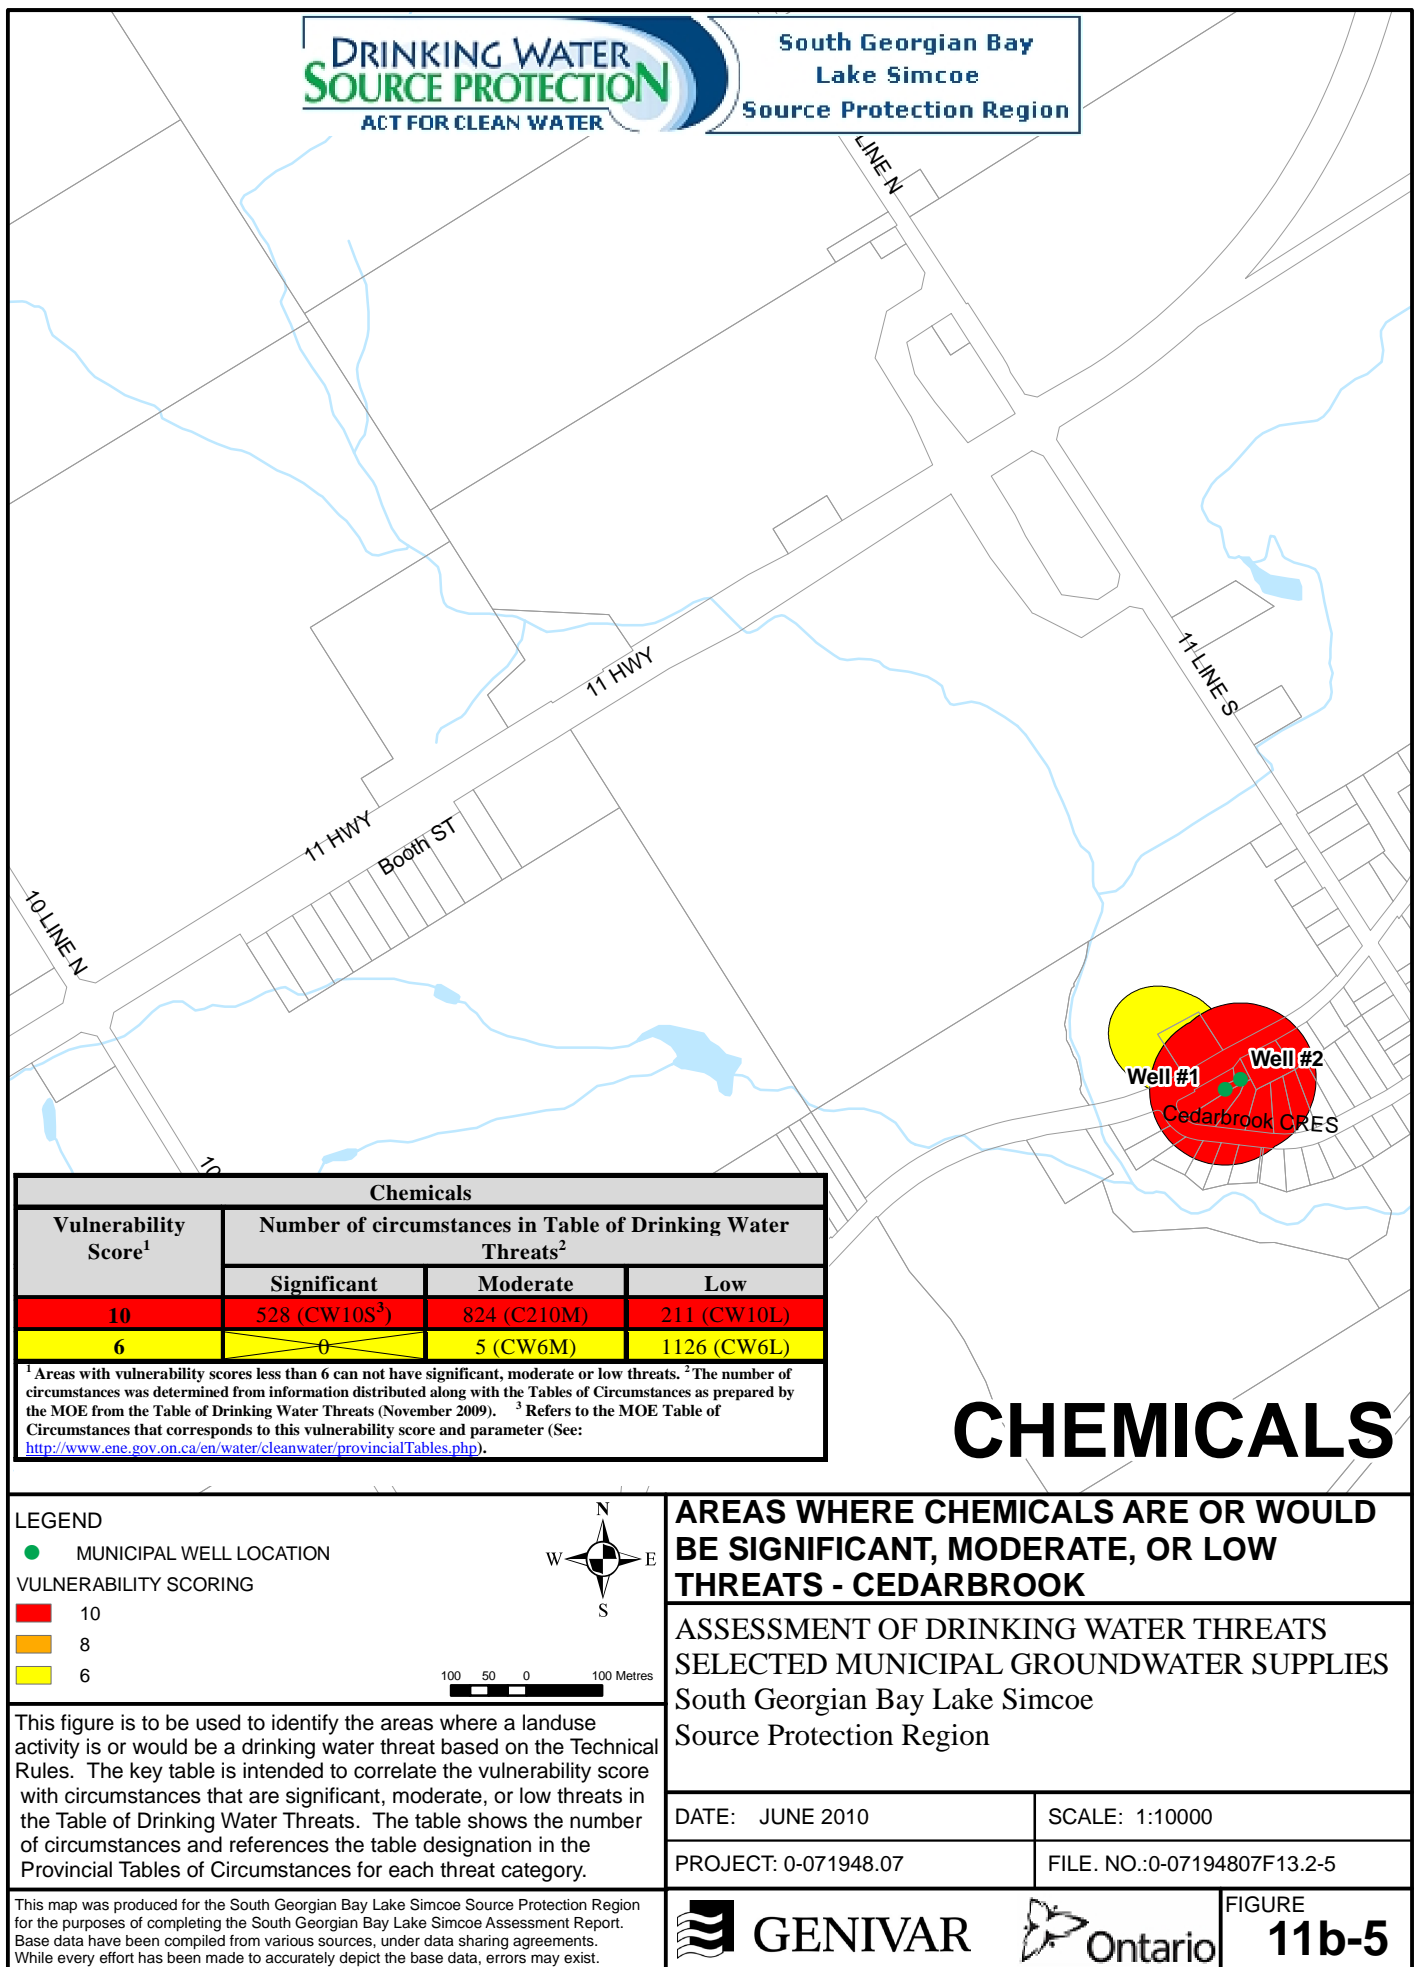 DRINKING WATER
SOURCE PROTECTION
ACT FOR CLEAN WATER
South Georgian Bay
Lake Simcoe
Source Protection Region
LINE N
11 LINE S
11 HWY
11 HWY
Booth ST
10 LINE N
10
Well #1
Well #2
Cedarbrook CRES
Chemicals
Vulnerability Score1
Number of circumstances in Table of Drinking Water Threats2
Significant Moderate Low
10 528 (CW10S3) 824 (C210M) 211 (CW10L)
6 0 5 (CW6M) 1126 (CW6L)
1 Areas with vulnerability scores less than 6 can not have significant, moderate or low threats. 2 The number of
circumstances was determined from information distributed along with the Tables of Circumstances as prepared by
the MOE from the Table of Drinking Water Threats (November 2009). 3 Refers to the MOE Table of
Circumstances that corresponds to this vulnerability score and parameter (See:
http://www.ene.gov.on.ca/en/water/cleanwater/provincialTables.php).
CHEMICALS
LEGEND
MUNICIPAL WELL LOCATION
VULNERABILITY SCORING
10
8
6
N
W E
S
100 50 0 100 Metres
This figure is to be used to identify the areas where a landuse
activity is or would be a drinking water threat based on the Technical
Rules. The key table is intended to correlate the vulnerability score
with circumstances that are significant, moderate, or low threats in
the Table of Drinking Water Threats. The table shows the number
of circumstances and references the table designation in the
Provincial Tables of Circumstances for each threat category.
This map was produced for the South Georgian Bay Lake Simcoe Source Protection Region
for the purposes of completing the South Georgian Bay Lake Simcoe Assessment Report.
Base data have been compiled from various sources, under data sharing agreements.
While every effort has been made to accurately depict the base data, errors may exist.
AREAS WHERE CHEMICALS ARE OR WOULD
BE SIGNIFICANT, MODERATE, OR LOW
THREATS - CEDARBROOK
ASSESSMENT OF DRINKING WATER THREATS
SELECTED MUNICIPAL GROUNDWATER SUPPLIES
South Georgian Bay Lake Simcoe
Source Protection Region
DATE: JUNE 2010
SCALE: 1:10000
PROJECT: 0-071948.07
FILE. NO.:0-07194807F13.2-5
GENIVAR
Ontario
FIGURE
11b-5